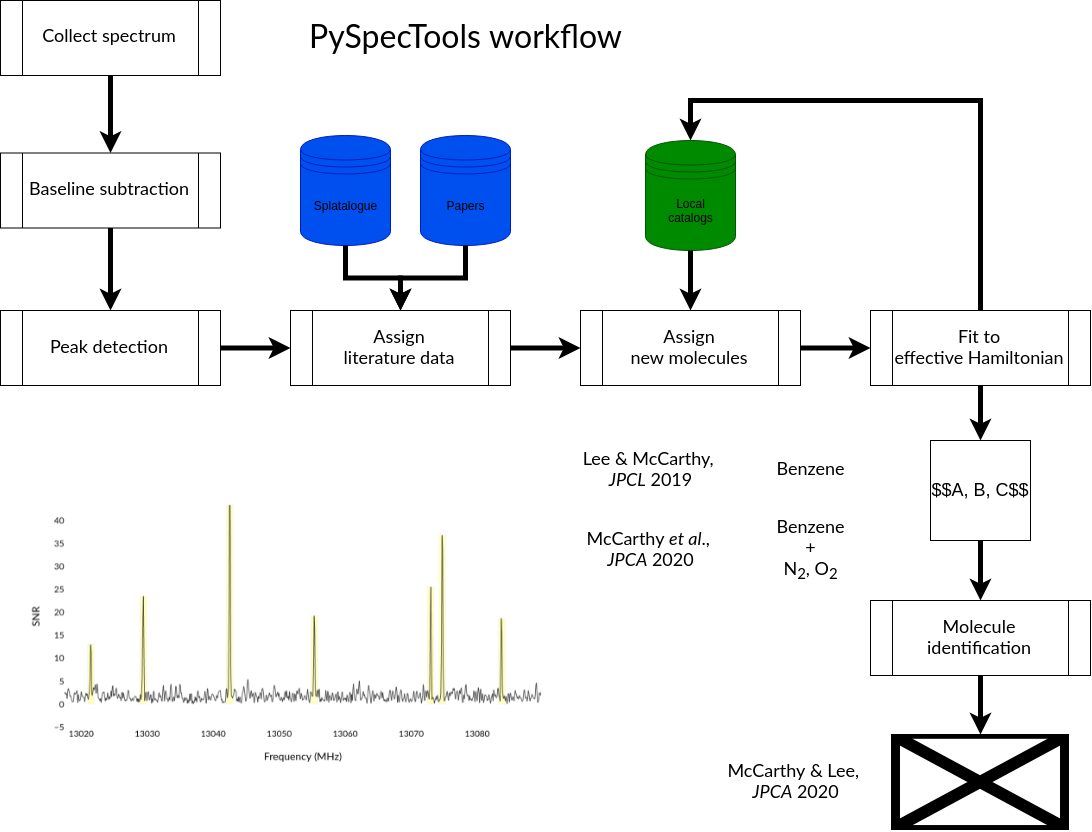 Collect spectrum
PySpecTools workflow
Baseline subtraction
Splatalogue
Papers
Local
catalogs
Peak detection
Assign
literature data
Assign
new molecules
Fit to
effective Hamiltonian
Lee & McCarthy,
JPCL 2019
Benzene
$$A, B, C$$
McCarthy et al.,
JPCA 2020
Benzene
+
N2, O2
Molecule
identification
McCarthy & Lee,
JPCA 2020
SNR
40
35
30
25
20
15
10
5
0
−5
13020
13030
13040
13050
13060
13070
13080
Frequency (MHz)